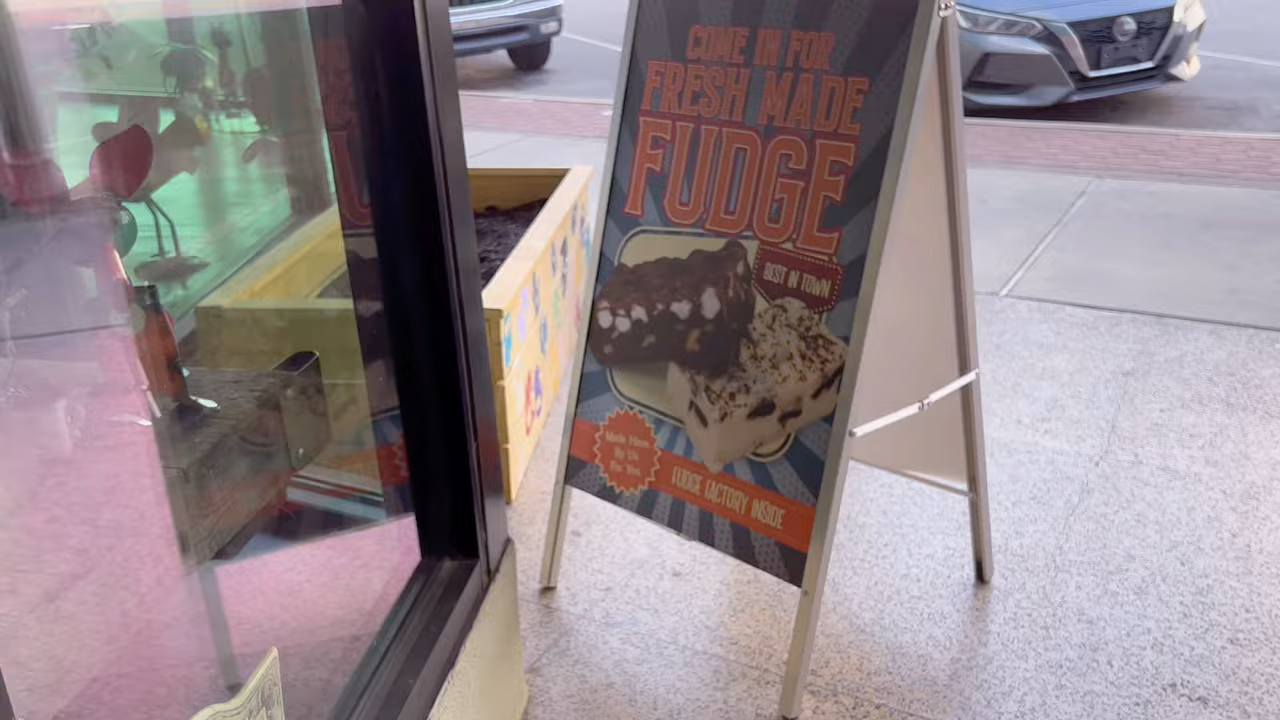 COME IN FOR
FRESH MADE
FUDGE
BEST IN TOWN
Made Here.
By Us
For You.
FUDGE FACTORY INSIDE